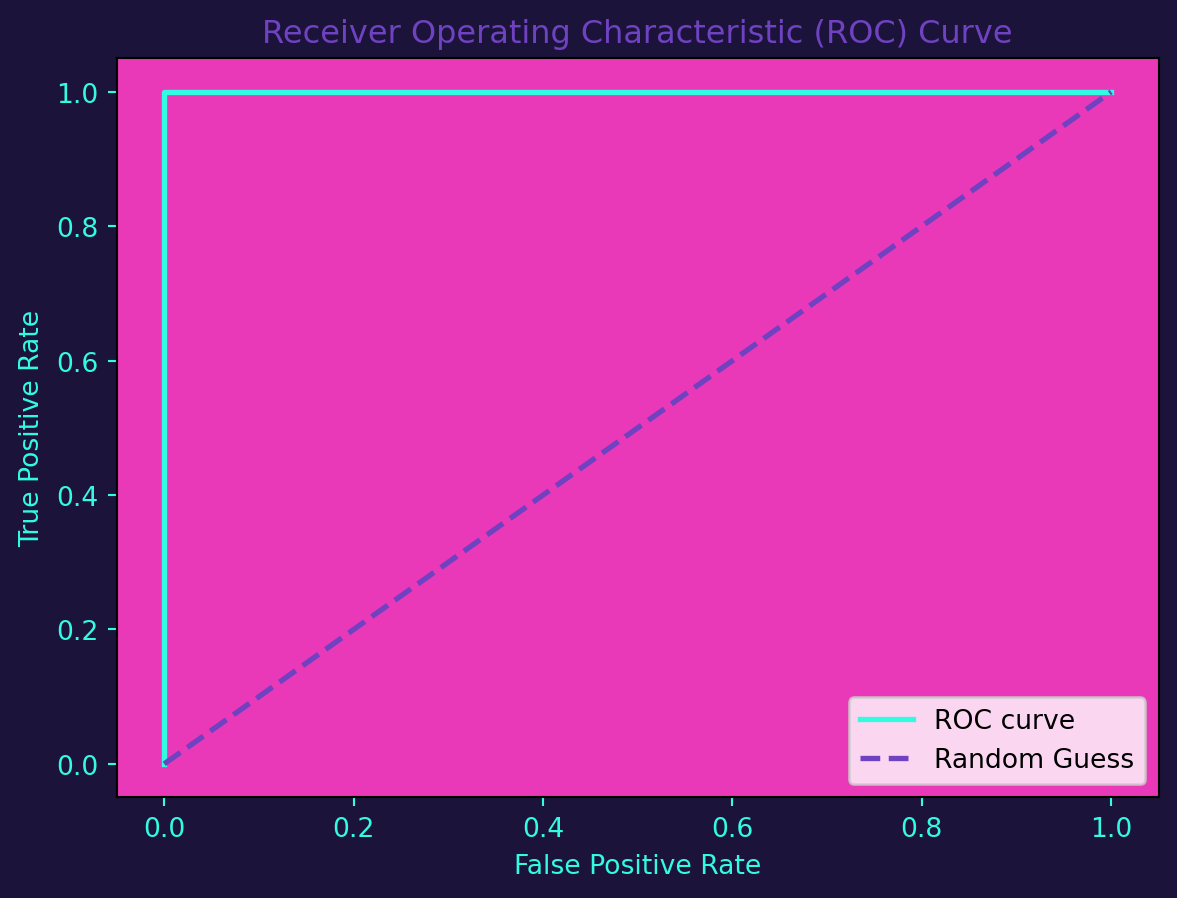 Receiver Operating Characteristic (ROC) Curve
True Positive Rate
1.0
0.8
0.6
0.4
0.2
0.0
ROC curve
Random Guess
0.0 0.2 0.4 0.6 0.8 1.0
False Positive Rate